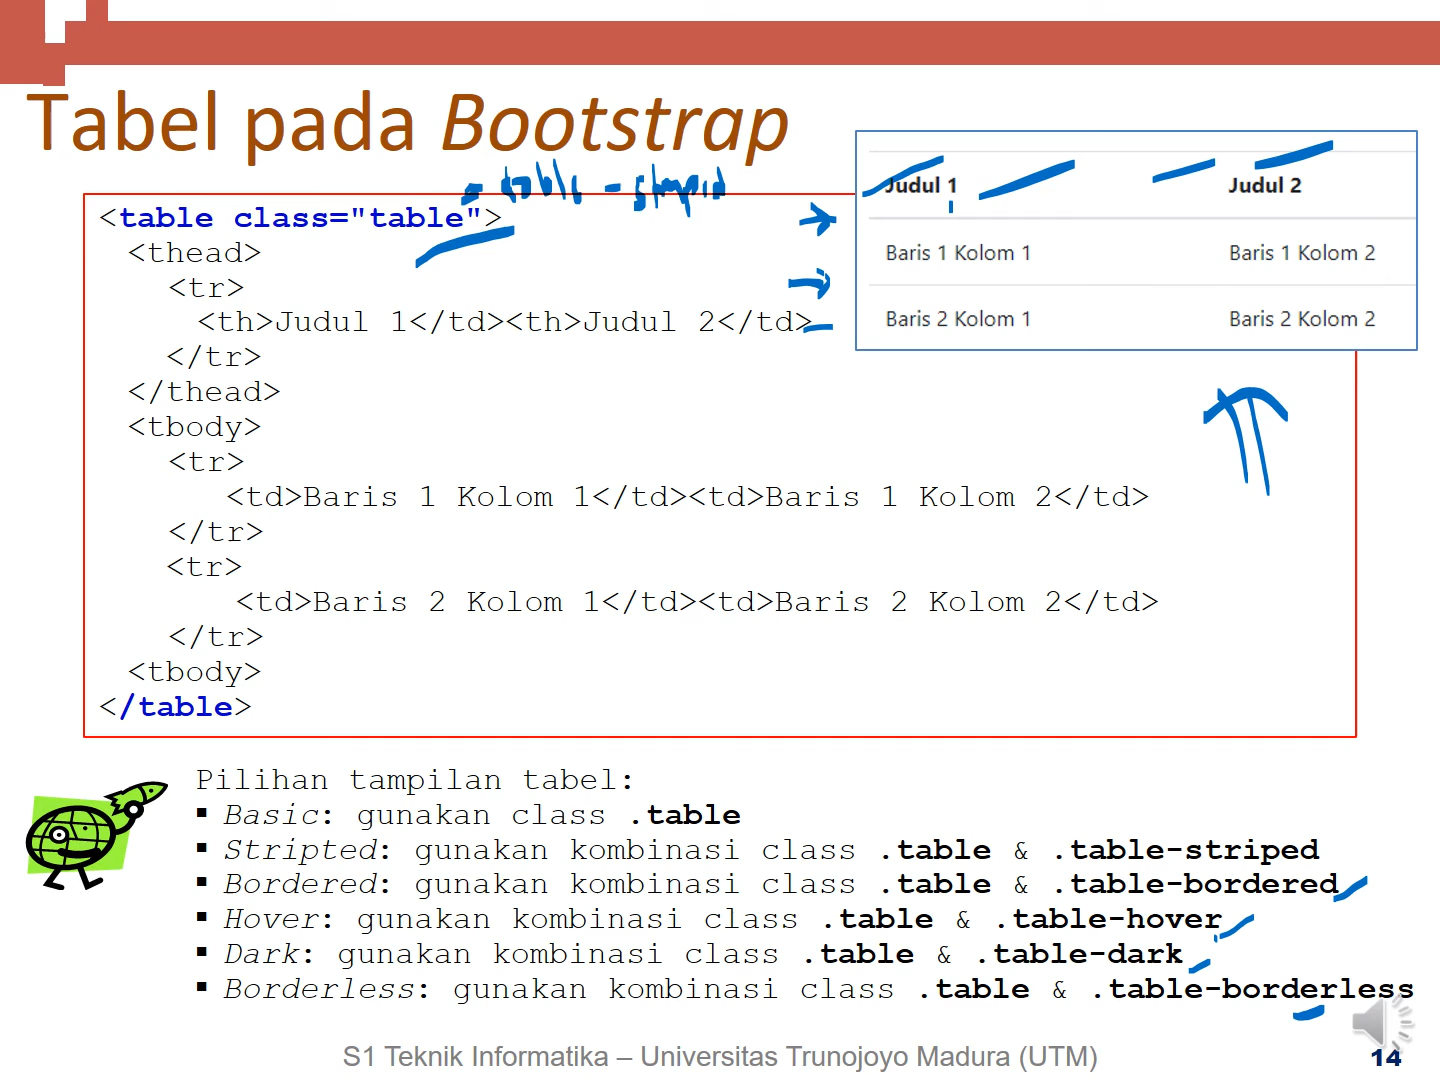 Tabel pada Bootstrap
<table class="table">
<thead>
<tr>
<th>Judul 1</td><th>Judul 2</td>
</tr>
</thead>
<tbody>
<tr>
<td>Baris 1 Kolom 1</td><td>Baris 1 Kolom 2</td>
</tr>
<tr>
<td>Baris 2 Kolom 1</td><td>Baris 2 Kolom 2</td>
</tr>
<tbody>
</table>
Judul 1 Judul 2
Baris 1 Kolom 1 Baris 1 Kolom 2
Baris 2 Kolom 1 Baris 2 Kolom 2
Pilihan tampilan tabel:
▪ Basic: gunakan class .table
▪ Stripted: gunakan kombinasi class .table & .table-striped
▪ Bordered: gunakan kombinasi class .table & .table-bordered
▪ Hover: gunakan kombinasi class .table & .table-hover
▪ Dark: gunakan kombinasi class .table & .table-dark
▪ Borderless: gunakan kombinasi class .table & .table-borderless
S1 Teknik Informatika – Universitas Trunojoyo Madura (UTM)
14